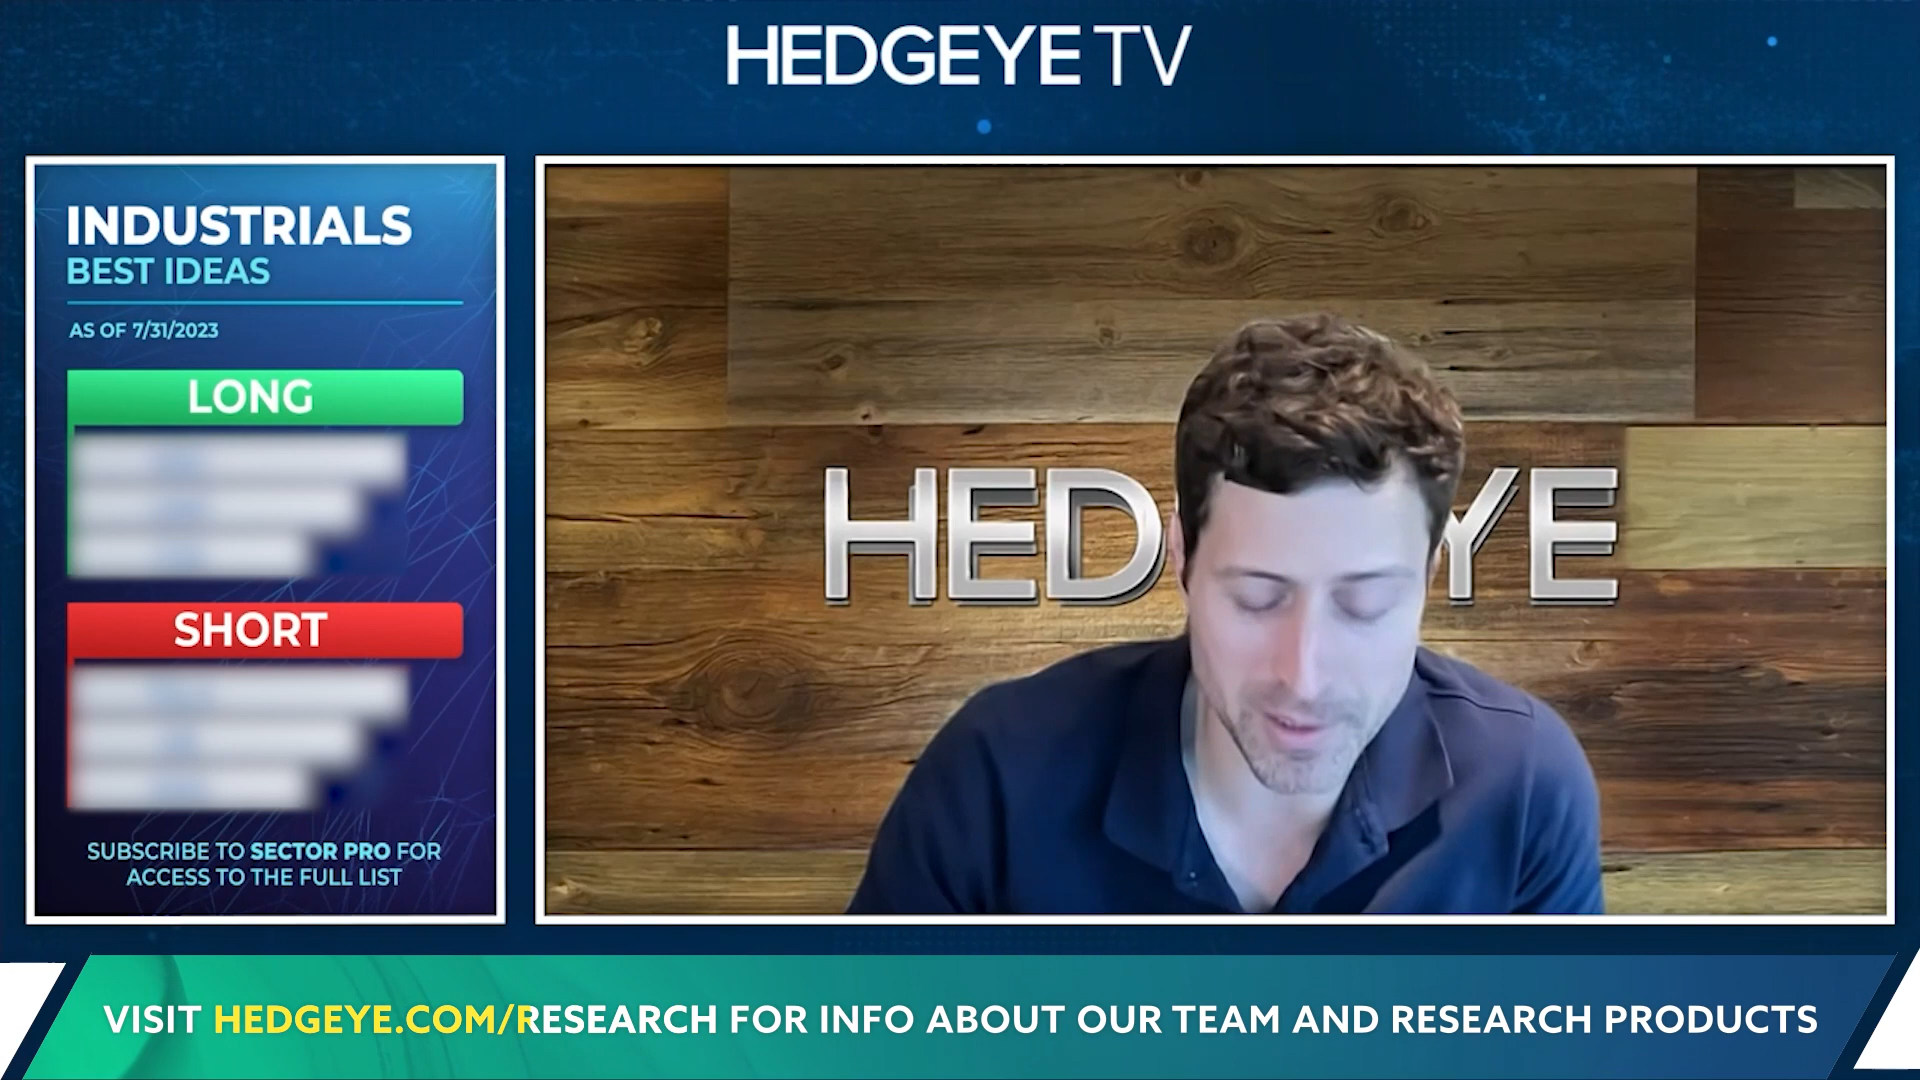 HEDGEYE TV
INDUSTRIALS
BEST IDEAS
AS OF 7/31/2023
LONG
SHORT
SUBSCRIBE TO SECTOR PRO FOR
ACCESS TO THE FULL LIST
HED YE
VISIT HEDGEYE.COM/RESEARCH FOR INFO ABOUT OUR TEAM AND RESEARCH PRODUCTS